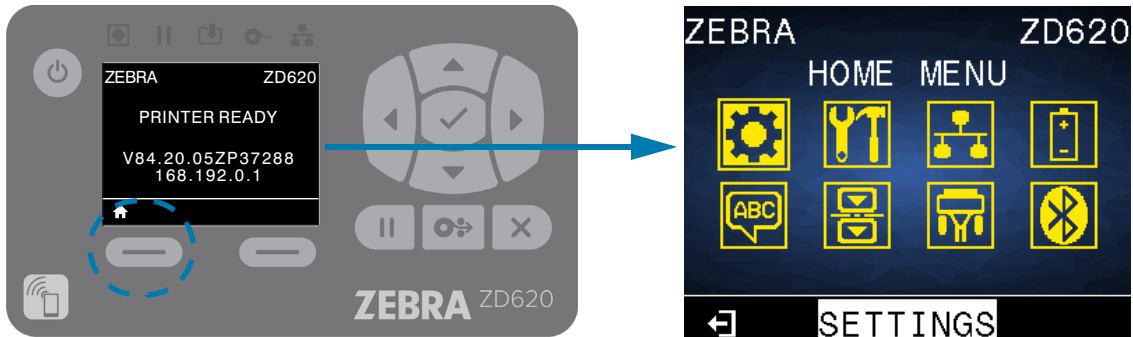 ZEBRA ZD620
PRINTER READY
V84.20.05ZP37288
168.192.0.1
ZEBRA ZD620
ZEBRA ZD620
HOME MENU
ABC
SETTINGS